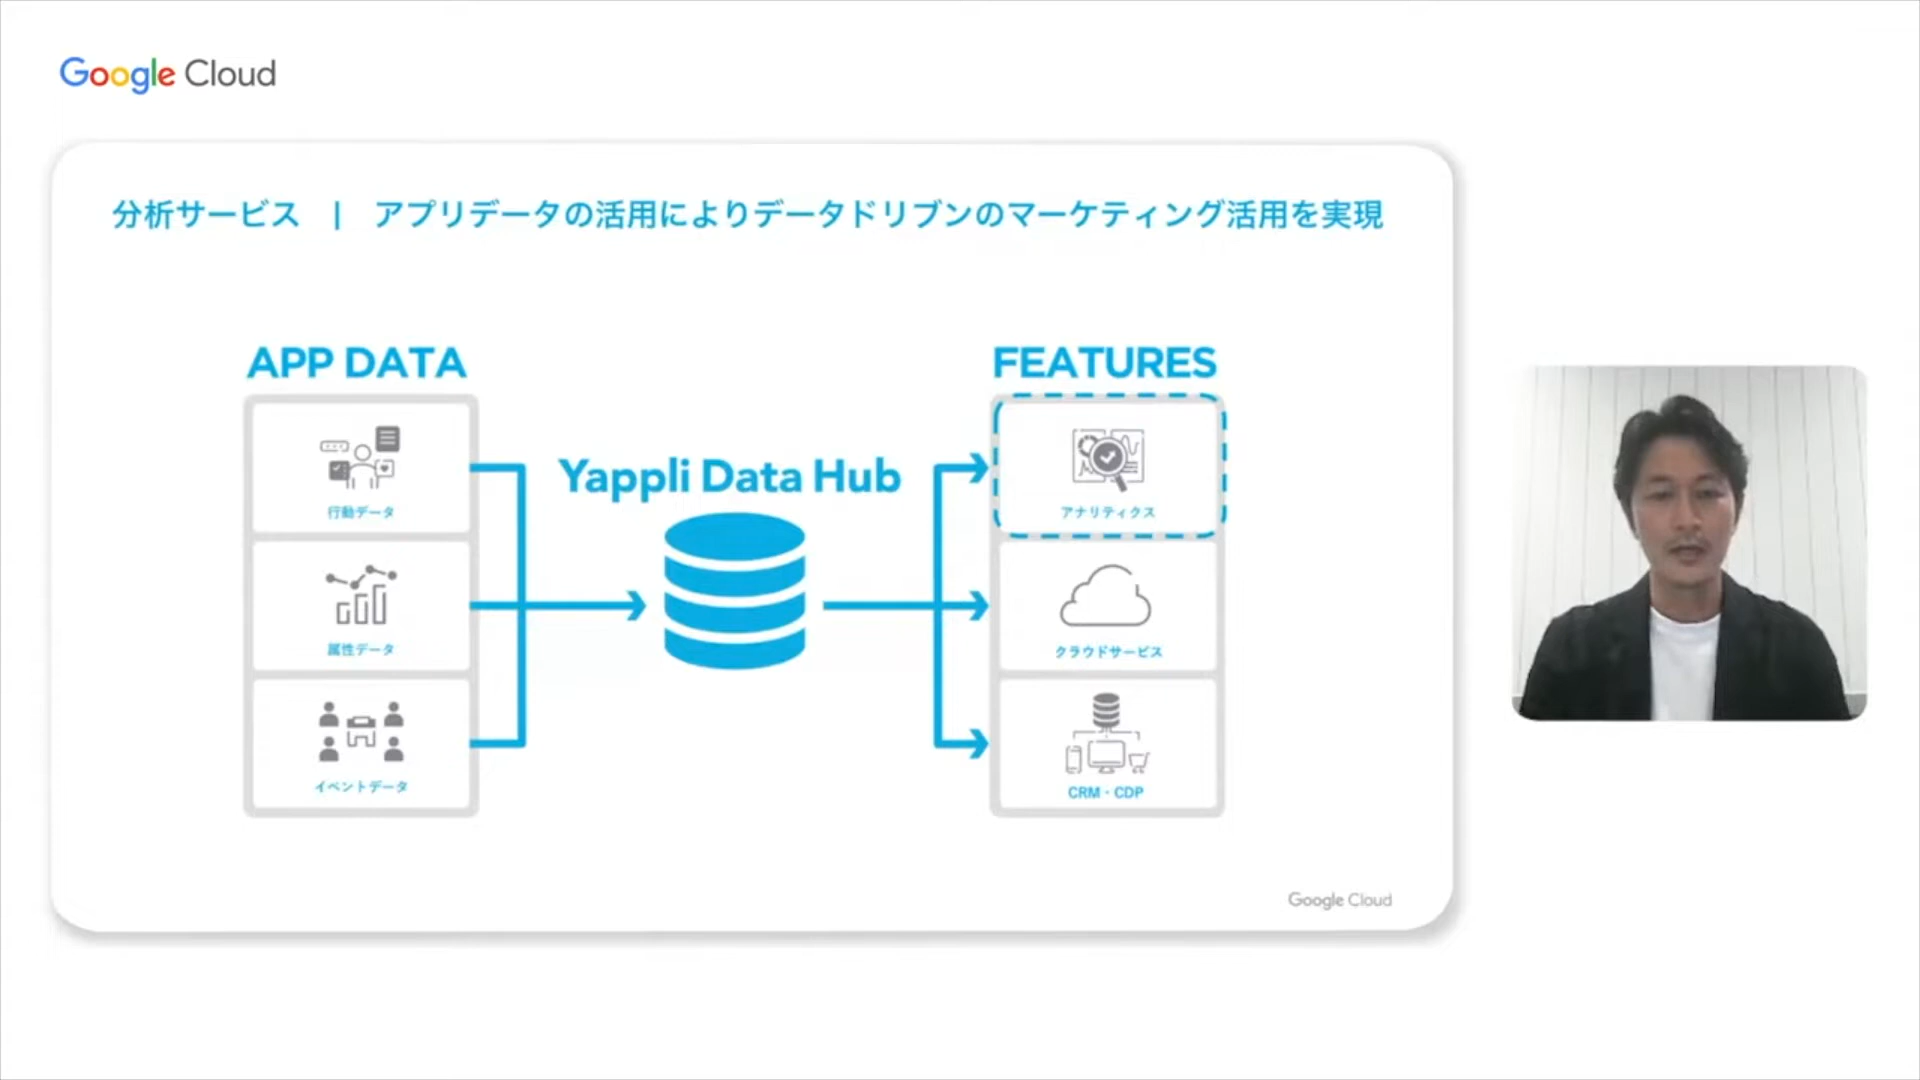 Google Cloud
分析サービス | アプリデータの活用によりデータドリブンのマーケティング活用を実現
APP DATA
行動データ
属性データ
イベントデータ
Yappli Data Hub
FEATURES
アナリティクス
クラウドサービス
CRM・CDP
Google Cloud